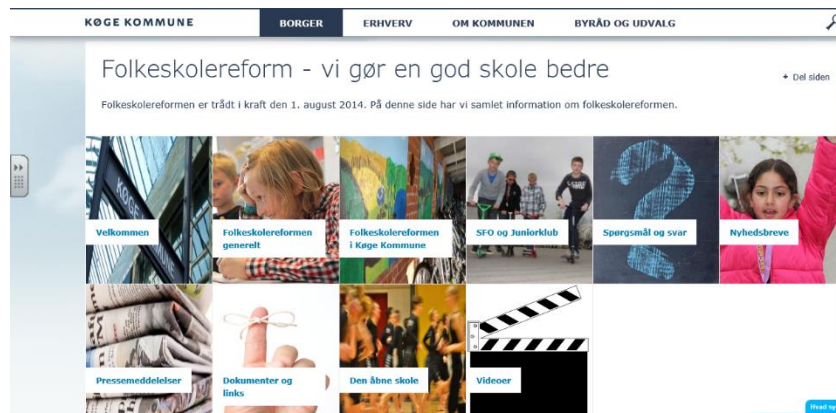 KØGE KOMMUNE
BORGER
ERHVERV
OM KOMMUNEN
BYRÅD OG UDVALG
Folkeskolereform - vi gør en god skole bedre
+ Del siden
Folkeskolereformen er trådt i kraft den 1. august 2014. På denne side har vi samlet information om folkeskolereformen.
KØGE
Velkommen
Folkeskolereformen
generelt
Folkeskolereformen
i Køge Kommune
SFO og Juniorklub
Spørgsmål og svar
Nyhedsbreve
Pressemeddelelser
Dokumenter og
links
Den åbne skole
Videoer